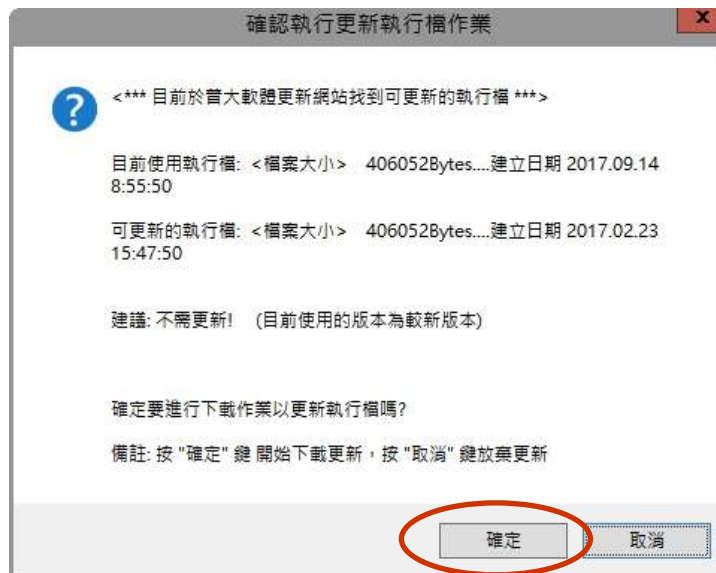 確認執行更新執行檔作業
x
<*** 目前於普大軟體更新網站找到可更新的執行檔 ***>
目前使用執行檔: <檔案大小> 406052Bytes....建立日期 2017.09.14
8:55:50
可更新的執行檔: <檔案大小> 406052Bytes....建立日期 2017.02.23
15:47:50
建議: 不需更新! (目前使用的版本為較新版本)
確定要進行下載作業以更新執行檔嗎?
備註: 按 "確定" 鍵 開始下載更新，按 "取消" 鍵放棄更新
確定 取消